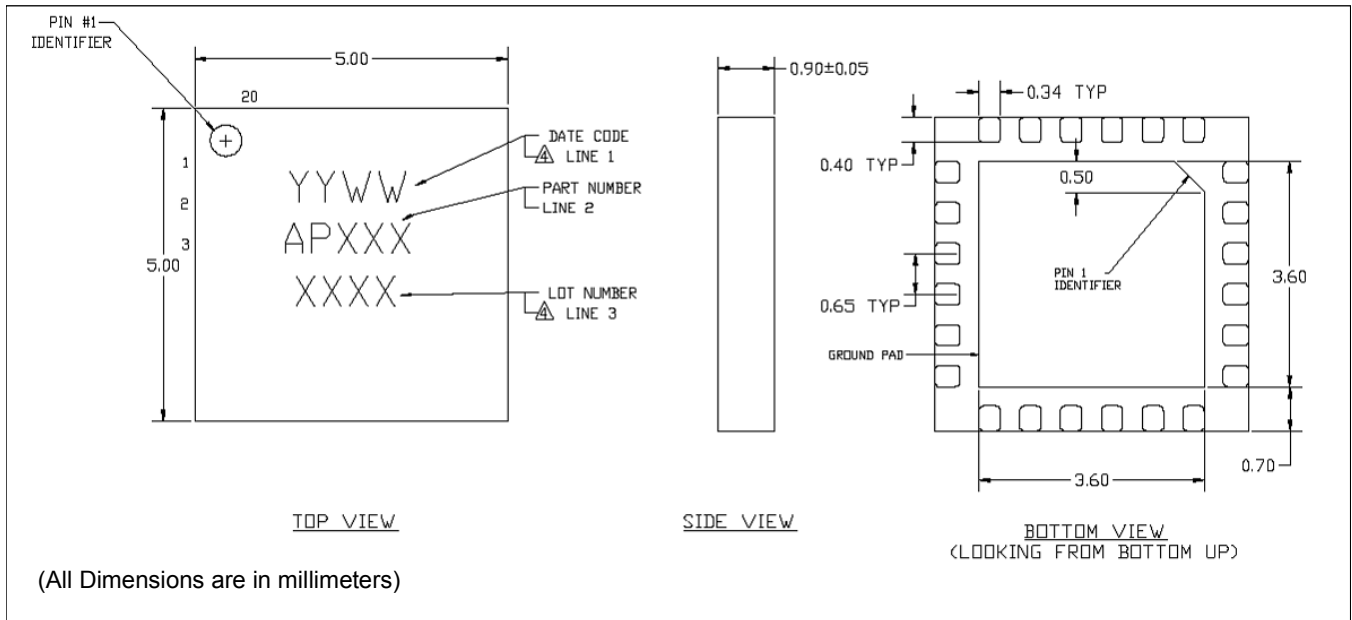 PIN #1
IDENTIFIER
5.00
20
1
2
3
5.00
YYWW
APXXX
XXXX
DATE CODE
4 LINE 1
PART NUMBER
LINE 2
LOT NUMBER
4 LINE 3
TOP VIEW
0.90±0.05
SIDE VIEW
0.34 TYP
0.40 TYP
0.50
PIN 1
IDENTIFIER
3.60
0.65 TYP
GROUND PAD
0.70
3.60
BOTTOM VIEW
(LOOKING FROM BOTTOM UP)
(All Dimensions are in millimeters)